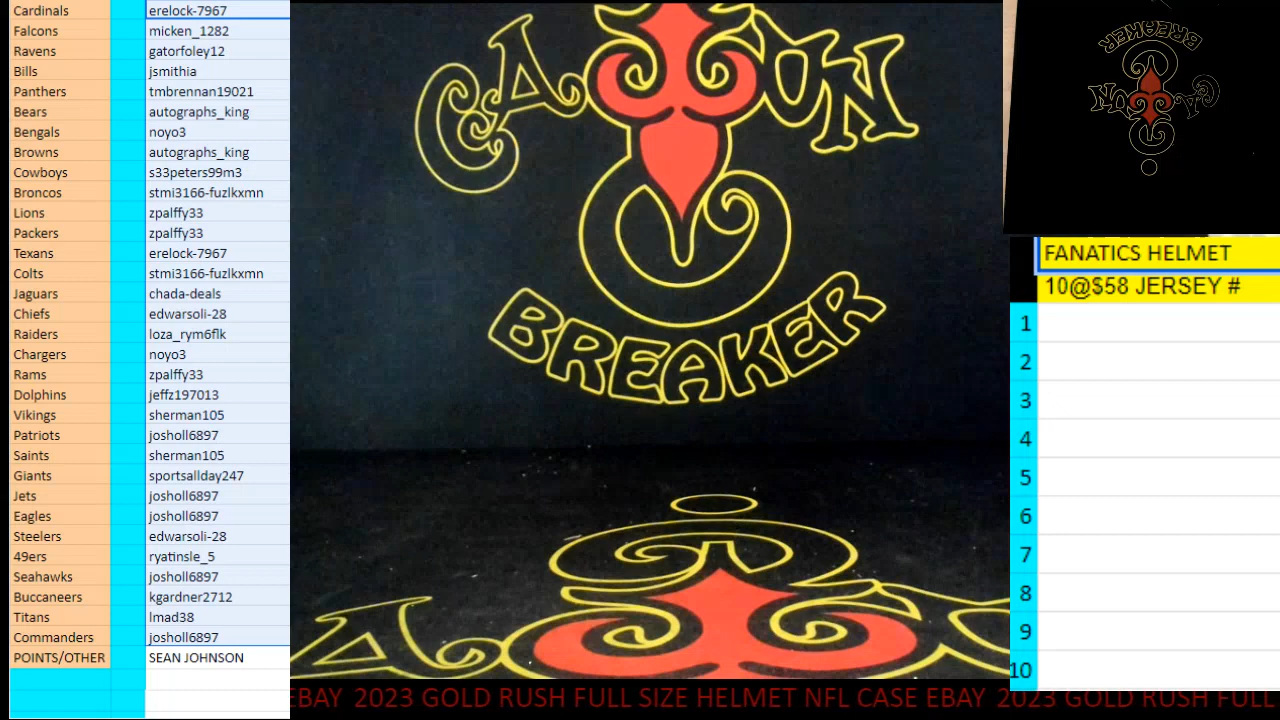 Cardinals erelock-7967
Falcons micken_1282
Ravens gatorfoley12
Bills jsmithia
Panthers tmbrennan19021
Bears autographs_king
Bengals noyo3
Browns autographs_king
Cowboys s33peters99m3
Broncos stmi3166-fuzlkxmn
Lions zpalffy33
Packers zpalffy33
Texans erelock-7967
Colts stmi3166-fuzlkxmn
Jaguars chada-deals
Chiefs edwarsoli-28
Raiders loza_rym6flk
Chargers noyo3
Rams zpalffy33
Dolphins jeffz197013
Vikings sherman105
Patriots josholl6897
Saints sherman105
Giants sportsallday247
Jets josholl6897
Eagles josholl6897
Steelers edwarsoli-28
49ers ryatinsle_5
Seahawks josholl6897
Buccaneers kgardner2712
Titans lmad38
Commanders josholl6897
POINTS/OTHER SEAN JOHNSON
CAJUN
BREAKER
CA
BREAKER
CAJUN
FANATICS HELMET
10@$58 JERSEY #
1
2
3
4
5
6
7
8
9
10
EBAY 2023 GOLD RUSH FULL SIZE HELMET NFL CASE EBAY 2023 GOLD RUSH FULL